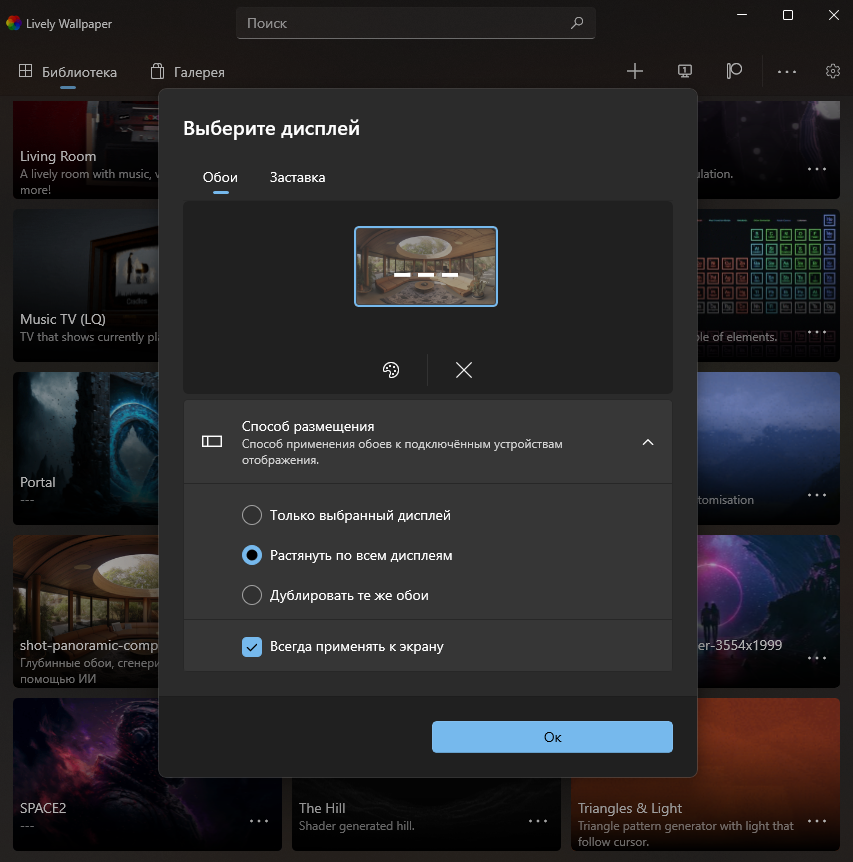 Lively Wallpaper
Поиск
Библиотека
Галерея
1
Выберите дисплей
Обои
Заставка
Living Room
A lively room with music,
more!
ulation.
Music TV (LQ)
TV that shows currently pl
ble of elements.
Способ размещения
Способ применения обоев к подключённым устройствам
отображения.
Portal
---
tomisation
Только выбранный дисплей
Растянуть по всем дисплеям
Дублировать те же обои
Всегда применять к экрану
shot-panoramic-comp
Глубинные обои, сгенери
помощью ИИ
er-3554x1999
Ок
SPACE2
---
The Hill
Shader generated hill.
Triangles & Light
Triangle pattern generator with light that
follow cursor.